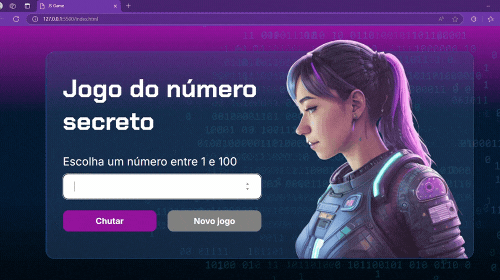 JS Game
127.0.0.1:5500/index.html
Jogo do número
secreto
Escolha um número entre 1 e 100
Chutar
Novo jogo